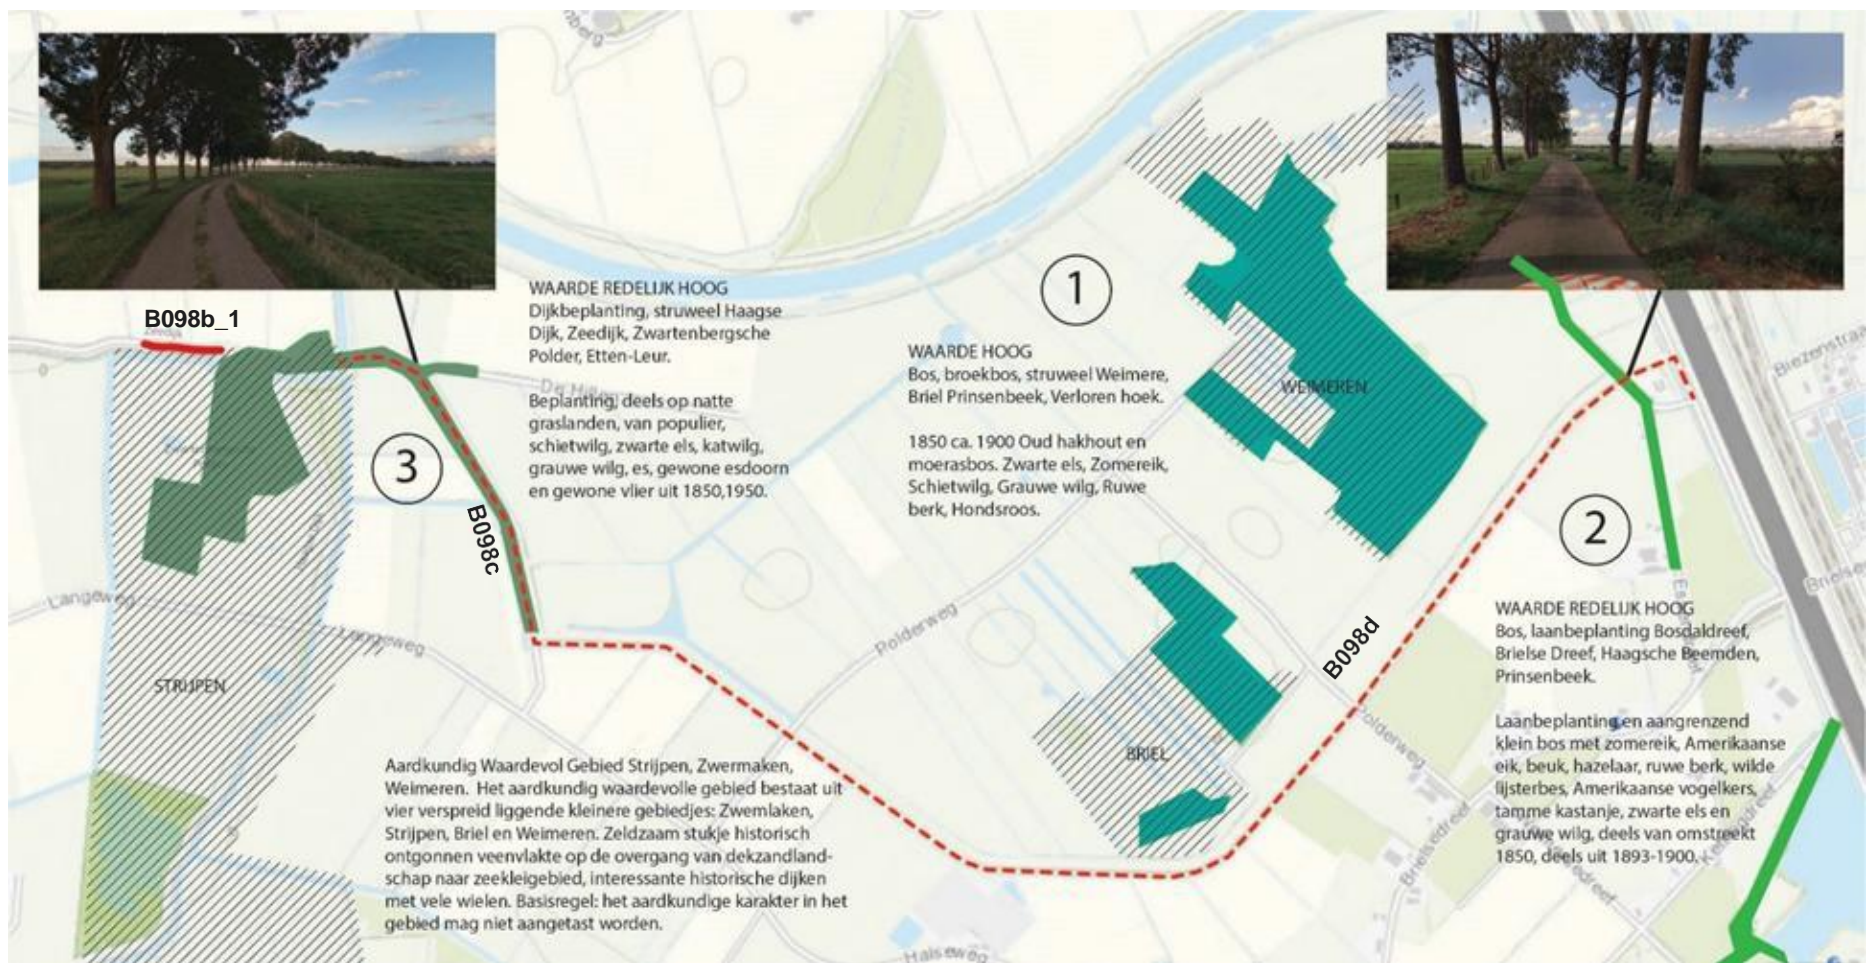 B098b_1
WAARDE REDELIJK HOOG
Dijkbeplanting, struweel Haagse
Dijk, Zeedijk, Zwartenbergsche
Polder, Etten-Leur.
Beplanting, deels op natte
graslanden, van populier,
schietwilg, zwarte els, katwilg,
grauwe wilg, es, gewone esdoorn
en gewone vlier uit 1850,1950.
3
B098c
1
WAARDE HOOG
Bos, broekbos, struweel Weimere,
Briel Prinsenbeek, Verloren hoek.
1850 ca. 1900 Oud hakhout en
moerasbos. Zwarte els, Zomereik,
Schietwilg, Grauwe wilg, Ruwe
berk, Hondsroos.
WEIMEREN
2
WAARDE REDELIJK HOOG
Bos, laanbeplanting Bosdaldreef,
Brielse Dreef, Haagsche Beemden,
Prinsenbeek.
Laanbeplanting en aangrenzend
klein bos met zomereik, Amerikaanse
eik, beuk, hazelaar, ruwe berk, wilde
lijsterbes, Amerikaanse vogelkers,
tamme kastanje, zwarte els en
grauwe wilg, deels van omstreekt
1850, deels uit 1893-1900.
B098d
Langeweg
Langeweg
Polderweg
Polderweg
STRIJPEN
BRIEL
Brielsedreef
Halseweg
Aardkundig Waardevol Gebied Strijpen, Zwermaken,
Weimeren. Het aardkundig waardevolle gebied bestaat uit
vier verspreid liggende kleinere gebiedjes: Zwemlaken,
Strijpen, Briel en Weimeren. Zeldzaam stukje historisch
ontgonnen veenvlakte op de overgang van dekzandland-
schap naar zeekleigebied, interessante historische dijken
met vele wielen. Basisregel: het aardkundige karakter in het
gebied mag niet aangetast worden.